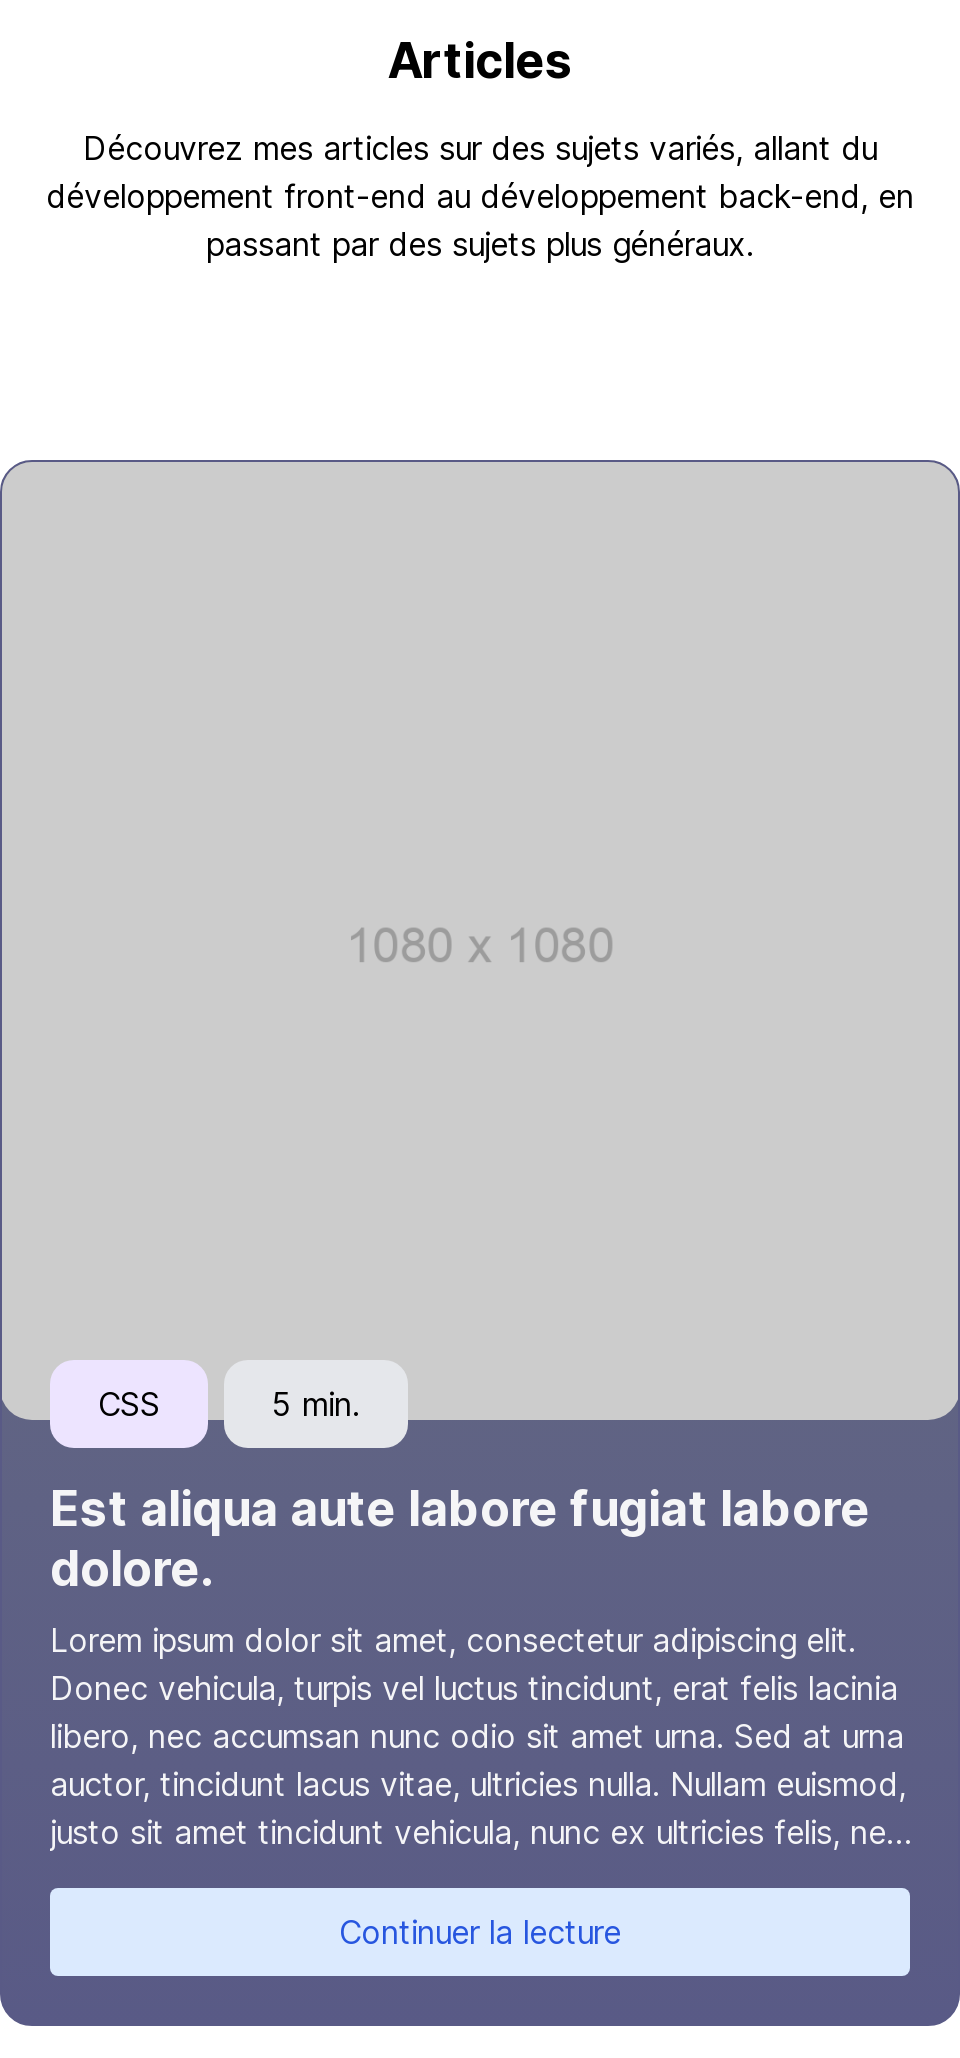 Articles
Découvrez mes articles sur des sujets variés, allant du
développement front-end au développement back-end, en
passant par des sujets plus généraux.
1080 x 1080
CSS
5 min.
Est aliqua aute labore fugiat labore
dolore.
Lorem ipsum dolor sit amet, consectetur adipiscing elit.
Donec vehicula, turpis vel luctus tincidunt, erat felis lacinia
libero, nec accumsan nunc odio sit amet urna. Sed at urna
auctor, tincidunt lacus vitae, ultricies nulla. Nullam euismod,
justo sit amet tincidunt vehicula, nunc ex ultricies felis, ne…
Continuer la lecture